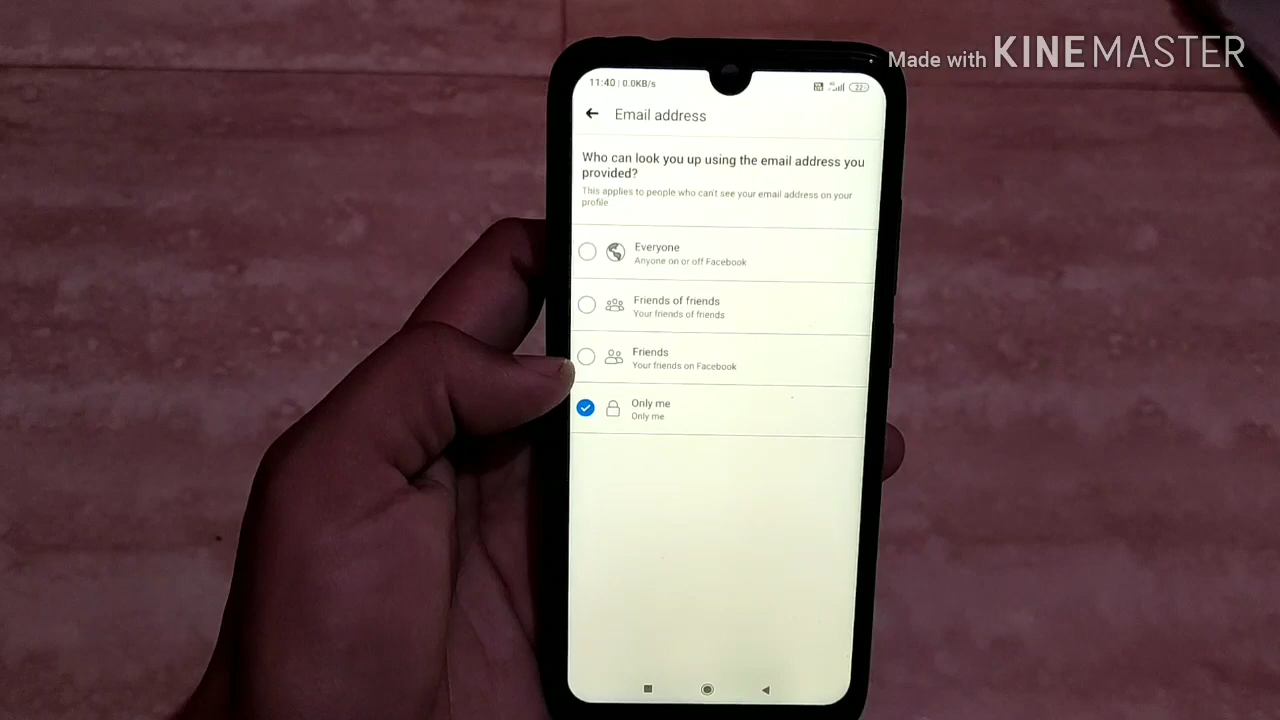 Made with KINEMASTER
11:40 | 0.0KB/s
22
Email address
Who can look you up using the email address you
provided?
This applies to people who can't see your email address on your
profile
Everyone
Anyone on or off Facebook
Friends of friends
Your friends of friends
Friends
Your friends on Facebook
Only me
Only me